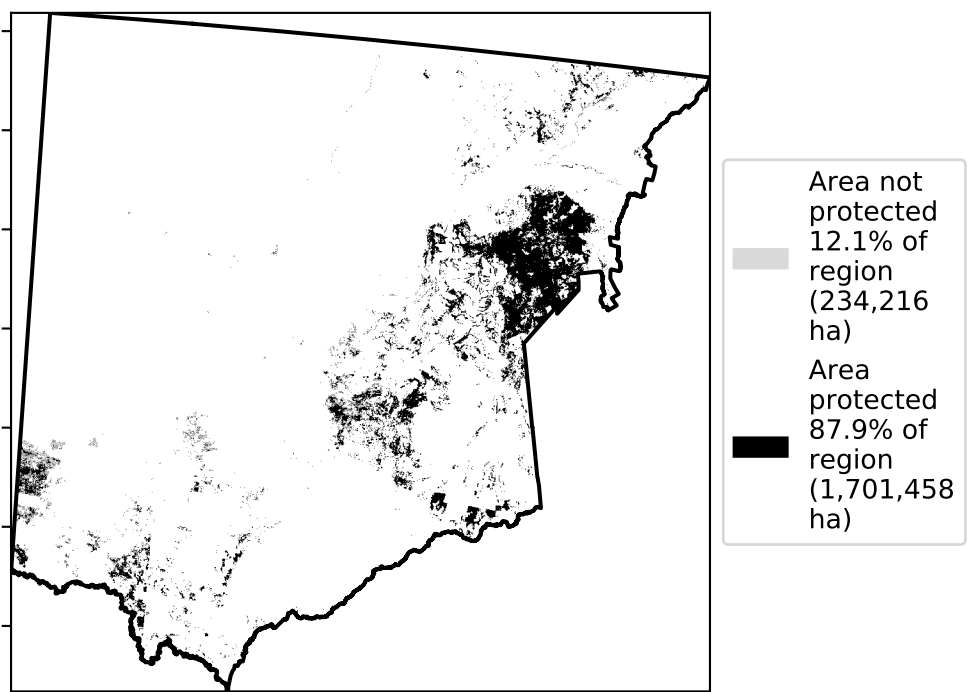 Area not
protected
12.1% of
region
(234,216
ha)
Area
protected
87.9% of
region
(1,701,458
ha)